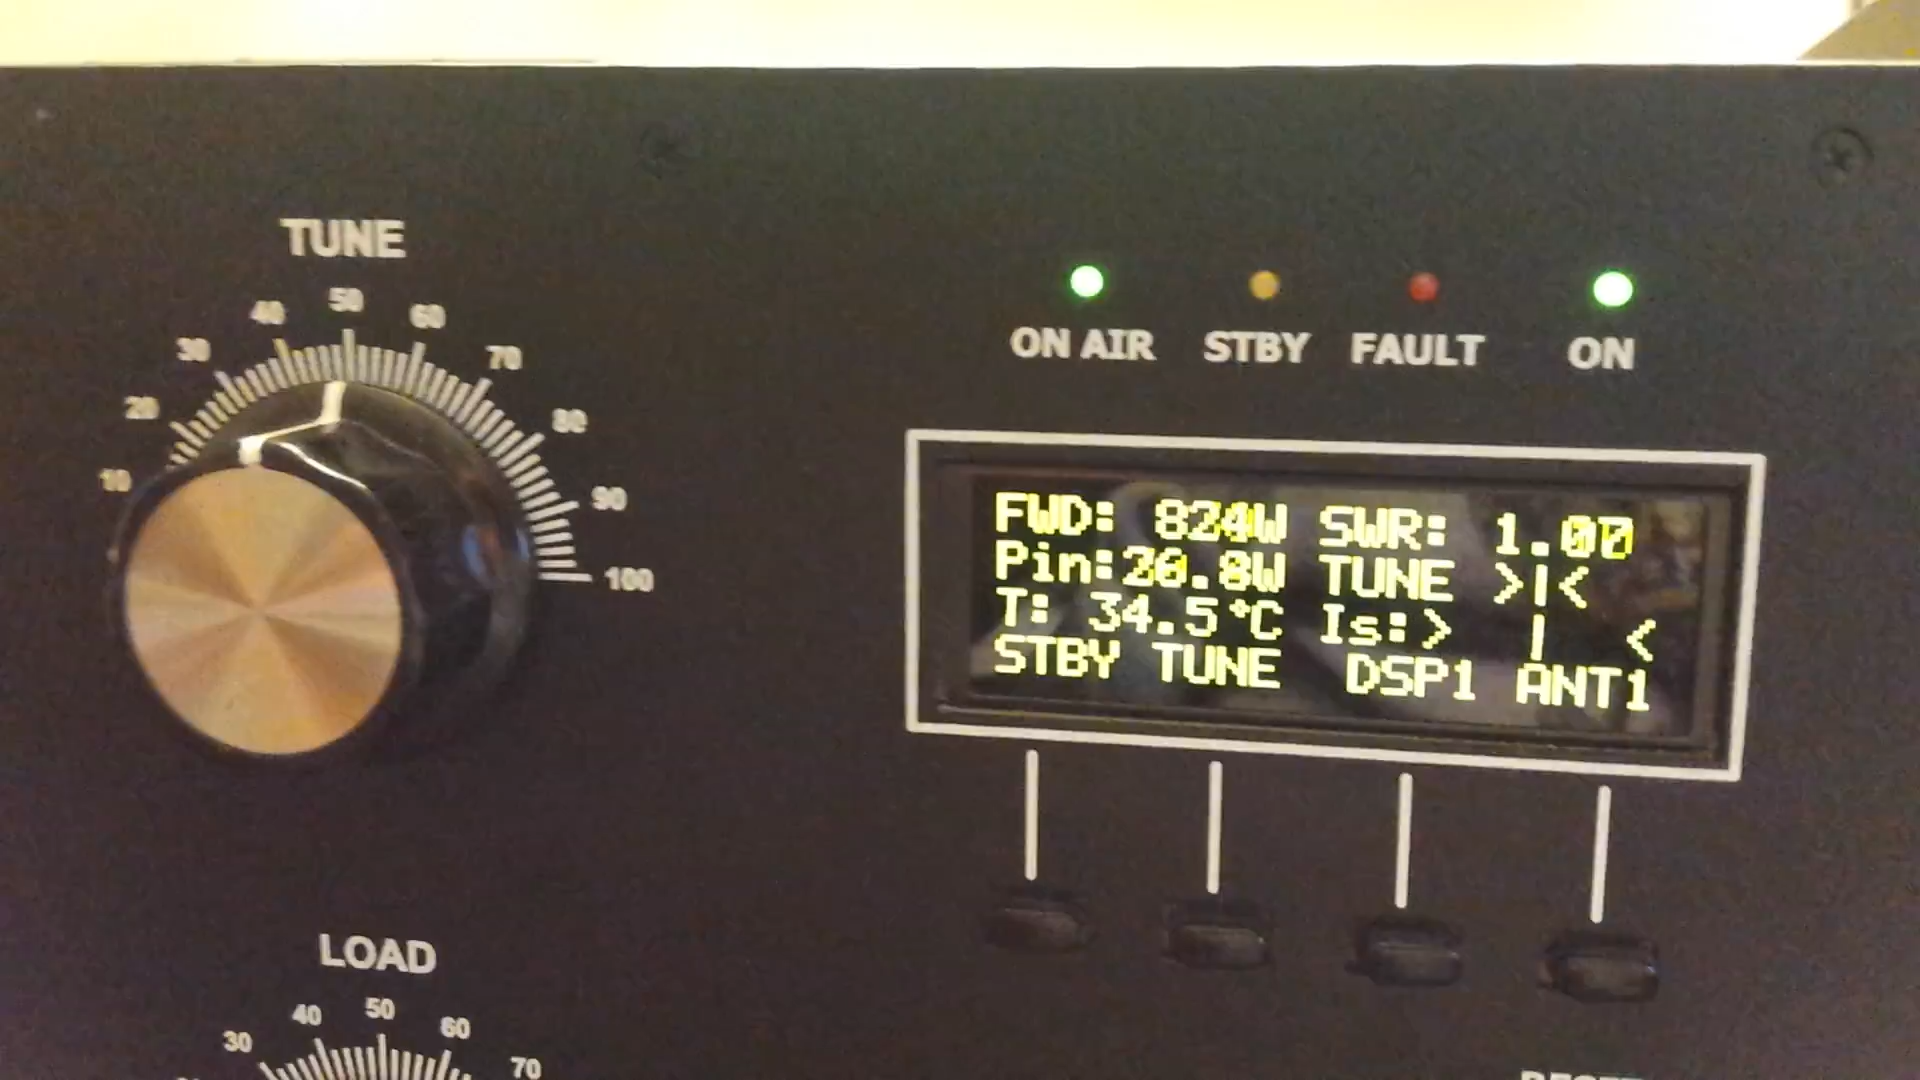 TUNE
10 20 30 40 50 60 70 80 90 100
ON AIR STBY FAULT ON
FWD: 824W SWR: 1.00
Pin:20.8W TUNE >|<
T: 34.5°C Is:> | <
STBY TUNE DSP1 ANT1
LOAD
30 40 50 60 70